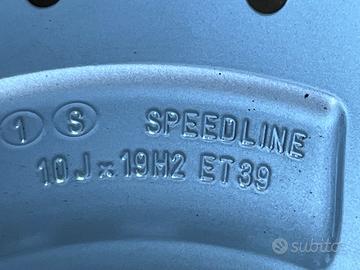 1 S SPEEDLINE
10J x 19H2 ET39
subito